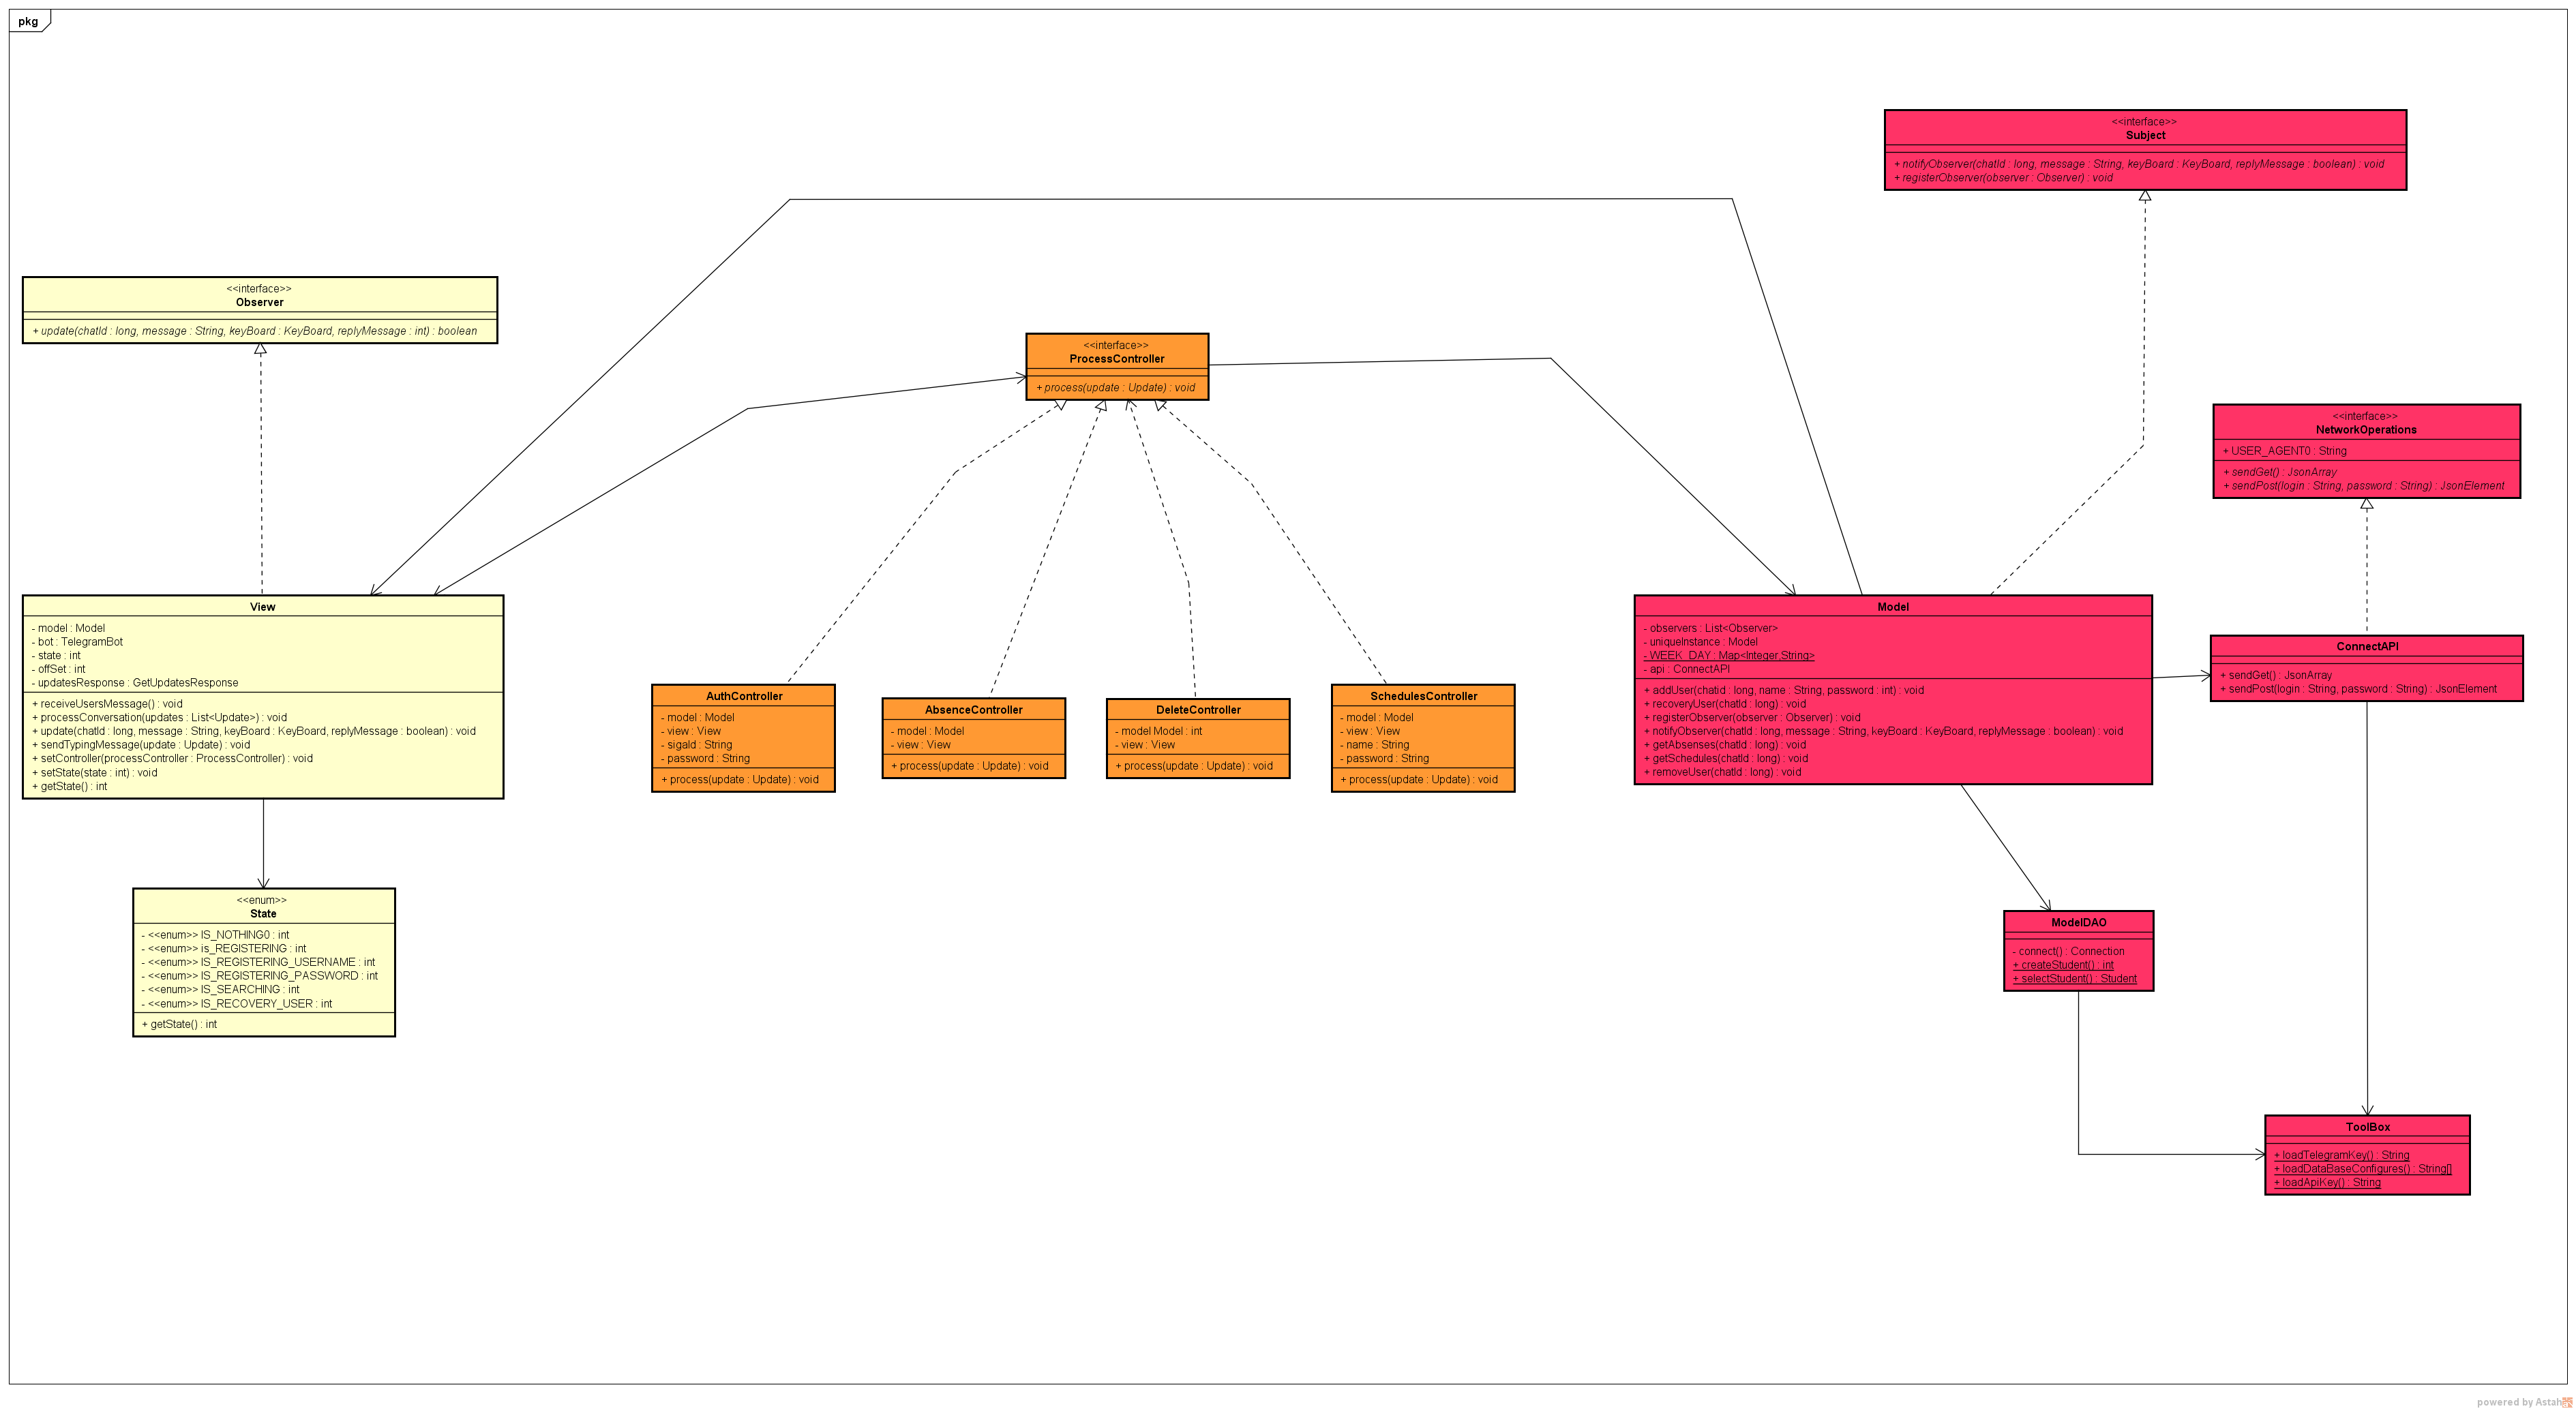 pkg
<<interface>>
Subject
+ notifyObserver(chatId : long, message : String, keyBoard : KeyBoard, replyMessage : boolean) : void
+ registerObserver(observer : Observer) : void
<<interface>>
Observer
+ update(chatId : long, message : String, keyBoard : KeyBoard, replyMessage : int) : boolean
<<interface>>
ProcessController
+ process(update : Update) : void
<<interface>>
NetworkOperations
+ USER_AGENT0 : String
+ sendGet() : JsonArray
+ sendPost(login : String, password : String) : JsonElement
View
- model : Model
- bot : TelegramBot
- state : int
- offSet : int
- updatesResponse : GetUpdatesResponse
+ receiveUsersMessage() : void
+ processConversation(updates : List<Update>) : void
+ update(chatId : long, message : String, keyBoard : KeyBoard, replyMessage : boolean) : void
+ sendTypingMessage(update : Update) : void
+ setController(processController : ProcessController) : void
+ setState(state : int) : void
+ getState() : int
AuthController
- model : Model
- view : View
- sigaId : String
- password : String
+ process(update : Update) : void
AbsenceController
- model : Model
- view : View
+ process(update : Update) : void
DeleteController
- model Model : int
- view : View
+ process(update : Update) : void
SchedulesController
- model : Model
- view : View
- name : String
- password : String
+ process(update : Update) : void
Model
- observers : List<Observer>
- uniqueInstance : Model
- WEEK_DAY : Map<Integer,String>
- api : ConnectAPI
+ addUser(chatid : long, name : String, password : int) : void
+ recoveryUser(chatId : long) : void
+ registerObserver(observer : Observer) : void
+ notifyObserver(chatId : long, message : String, keyBoard : KeyBoard, replyMessage : boolean) : void
+ getAbsenses(chatId : long) : void
+ getSchedules(chatId : long) : void
+ removeUser(chatId : long) : void
ConnectAPI
+ sendGet() : JsonArray
+ sendPost(login : String, password : String) : JsonElement
<<enum>>
State
- <<enum>> IS_NOTHING0 : int
- <<enum>> is_REGISTERING : int
- <<enum>> IS_REGISTERING_USERNAME : int
- <<enum>> IS_REGISTERING_PASSWORD : int
- <<enum>> IS_SEARCHING : int
- <<enum>> IS_RECOVERY_USER : int
+ getState() : int
ModelDAO
- connect() : Connection
+ createStudent() : int
+ selectStudent() : Student
ToolBox
+ loadTelegramKey() : String
+ loadDataBaseConfigures() : String[]
+ loadApiKey() : String
powered by Astah